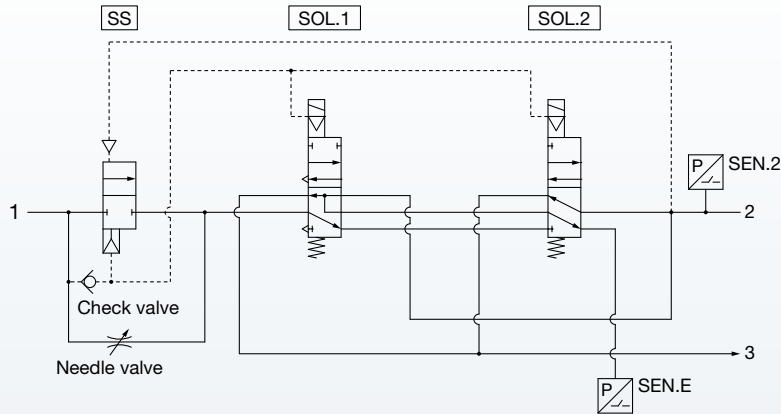 SS
SOL.1
SOL.2
P
SEN.2
1
2
Check valve
Needle valve
3
P
SEN.E